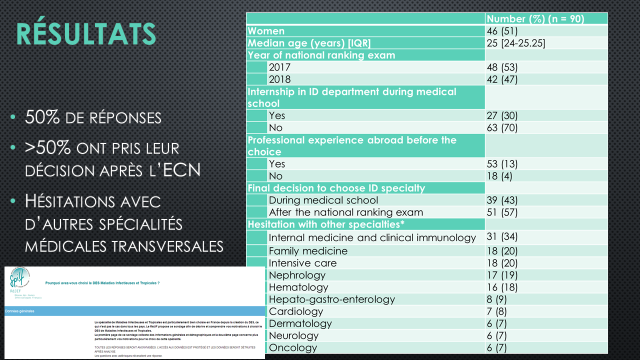 RÉSULTATS
• 50% DE RÉPONSES
• >50% ONT PRIS LEUR
DÉCISION APRÈS L'ECN
• HÉSITATIONS AVEC
D'AUTRES SPÉCIALITÉS
MÉDICALES TRANSVERSALES
Number (%) (n = 90)
Women 46 (51)
Median age (years) [IQR] 25 [24-25.25]
Year of national ranking exam
2017 48 (53)
2018 42 (47)
Internship in ID department during medical
school
Yes 27 (30)
No 63 (70)
Professional experience abroad before the
choice
Yes 53 (13)
No 18 (4)
Final decision to choose ID specialty
During medical school 39 (43)
After the national ranking exam 51 (57)
Hesitation with other specialties*
Internal medicine and clinical immunology 31 (34)
Family medicine 18 (20)
Intensive care 18 (20)
Nephrology 17 (19)
Hematology 16 (18)
Hepato-gastro-enterology 8 (9)
Cardiology 7 (8)
Dermatology 6 (7)
Neurology 6 (7)
Oncology 6 (7)
Pourquoi avez-vous choisi le DES Maladies Infectieuses et Tropicales ?
Données générales